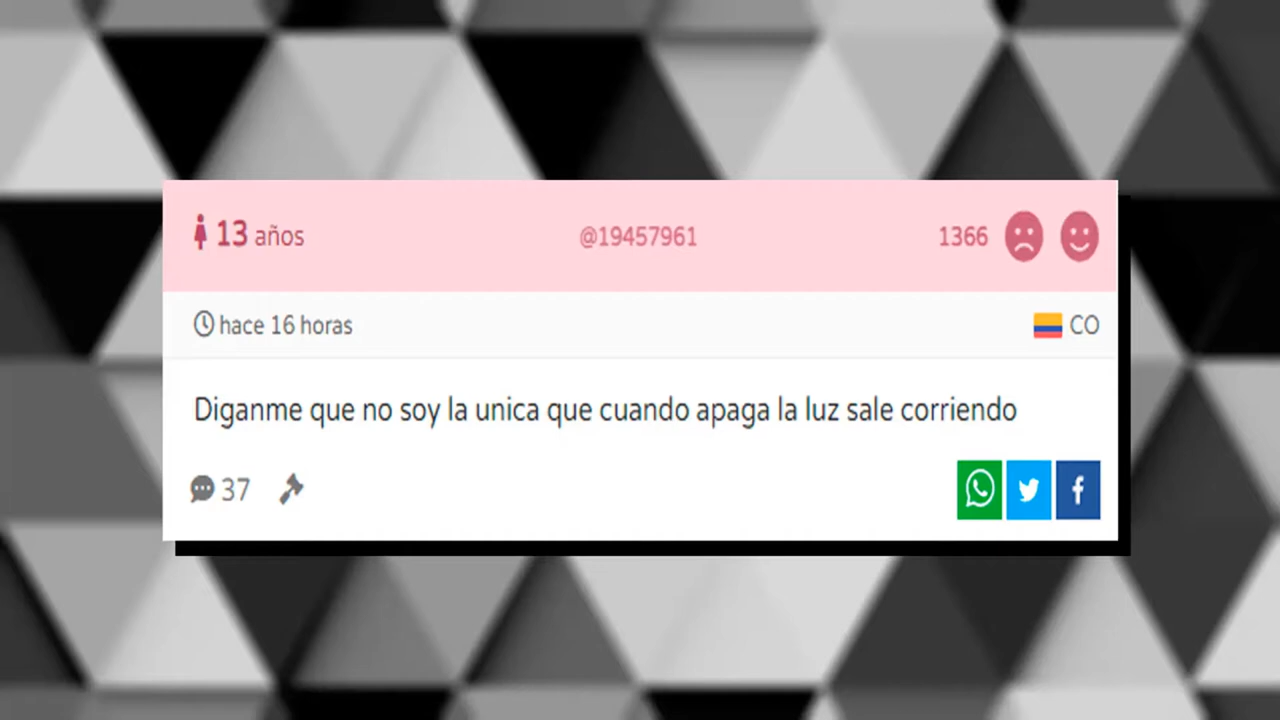 13 años @19457961 1366
hace 16 horas CO
Diganme que no soy la unica que cuando apaga la luz sale corriendo
37